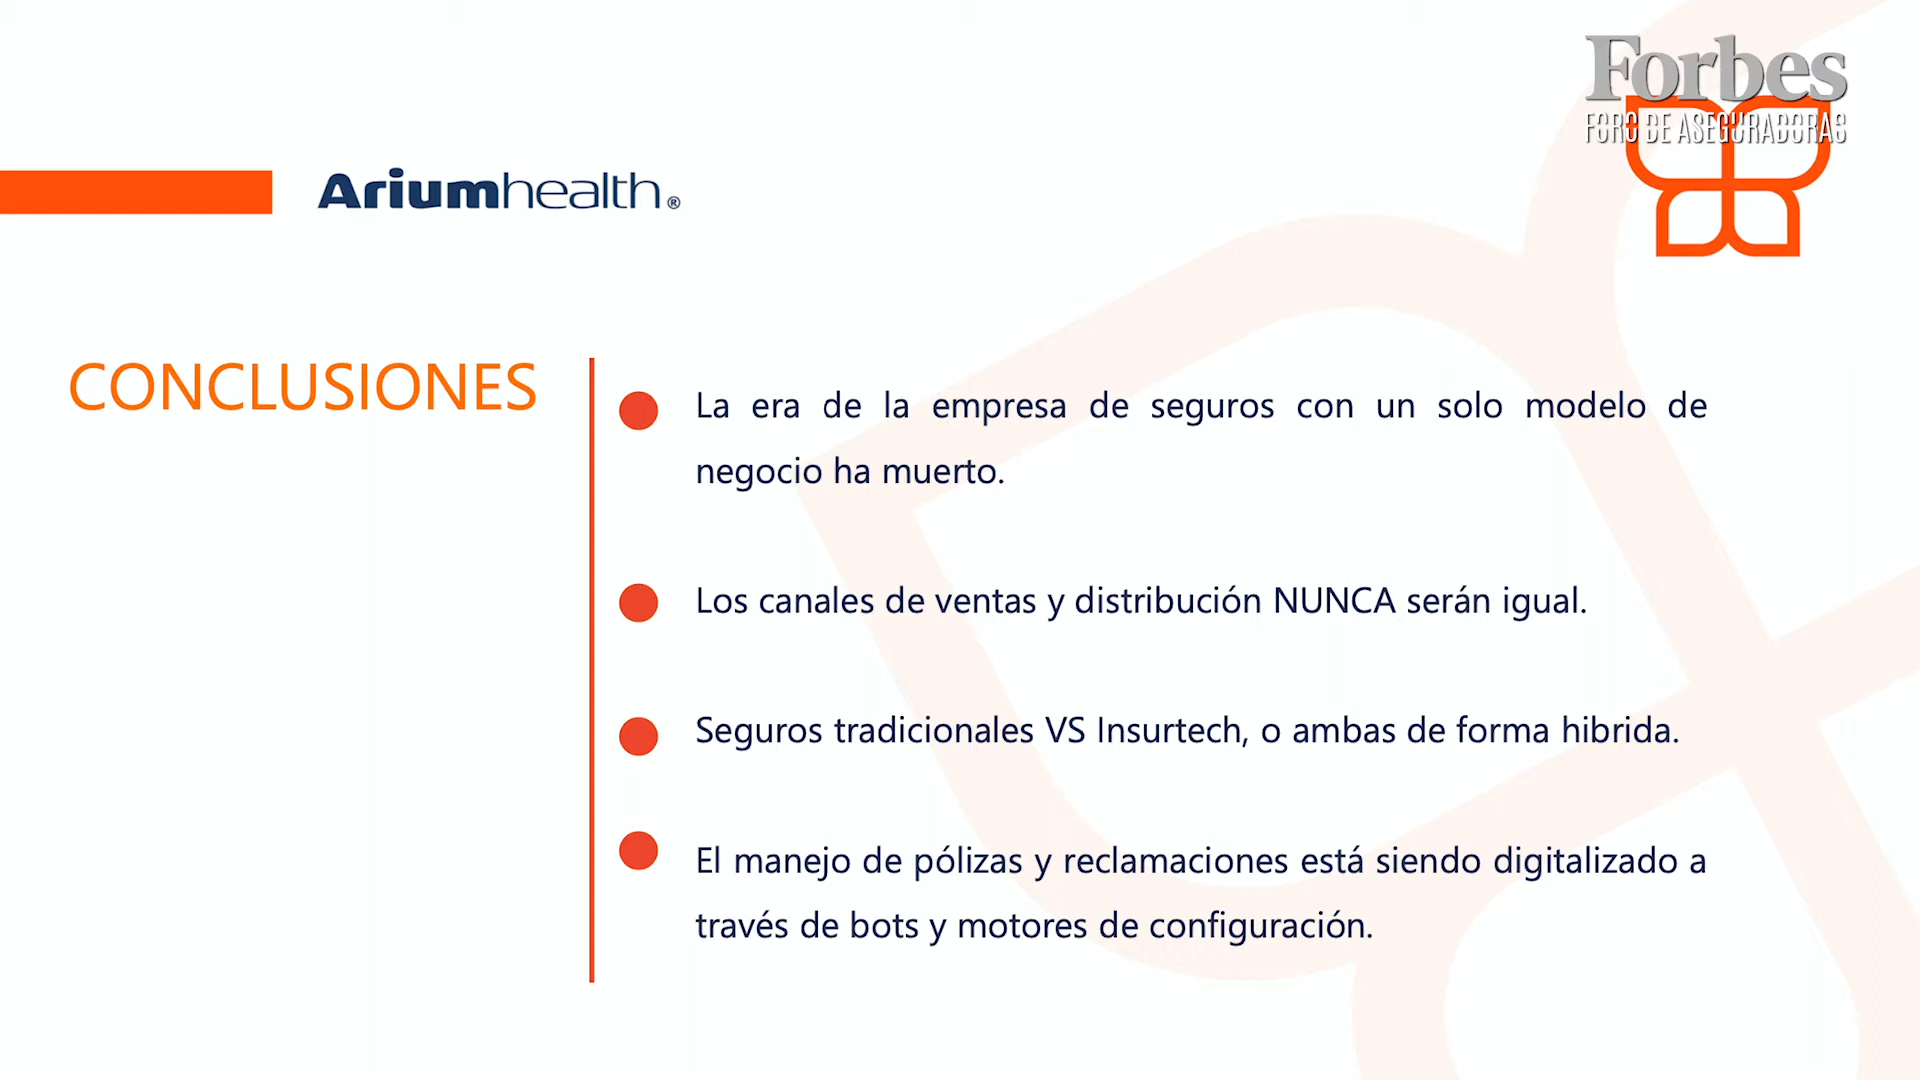 Forbes
FORO DE ASEGURADORAS
Ariumhealth®
CONCLUSIONES
La era de la empresa de seguros con un solo modelo de
negocio ha muerto.
Los canales de ventas y distribución NUNCA serán igual.
Seguros tradicionales VS Insurtech, o ambas de forma hibrida.
El manejo de pólizas y reclamaciones está siendo digitalizado a
través de bots y motores de configuración.